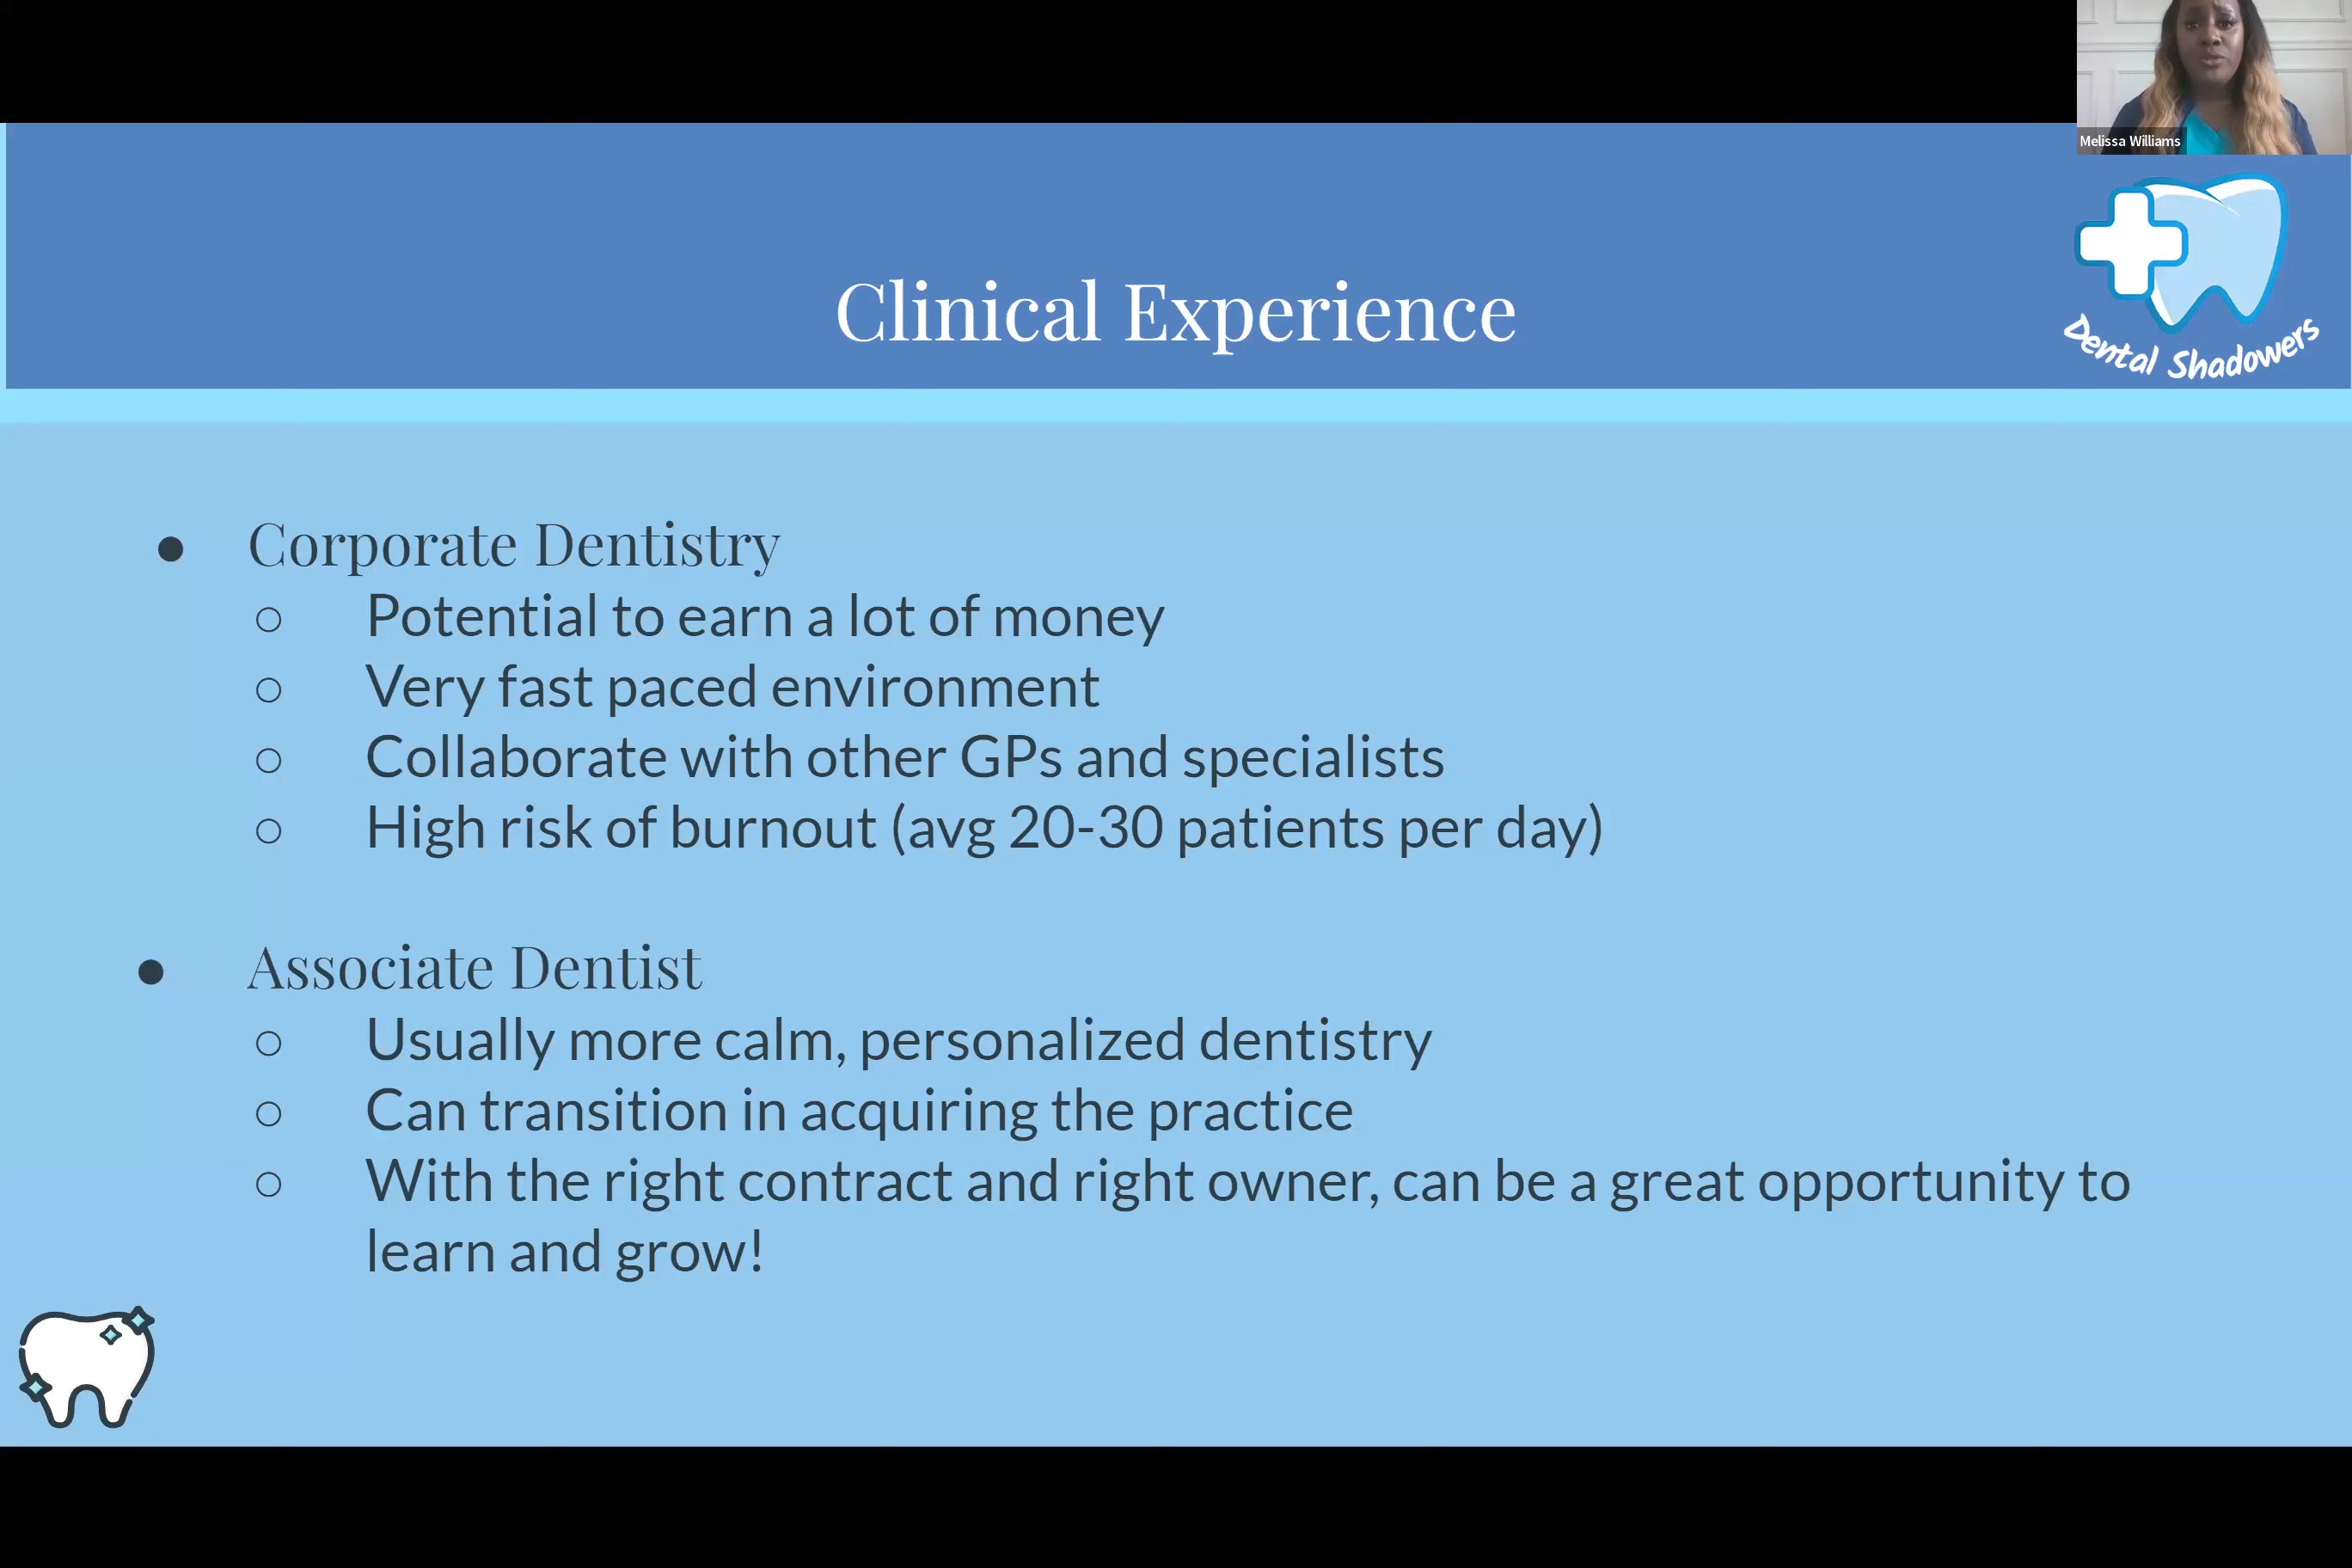 Melissa Williams
Clinical Experience
Dental Shadowers
● Corporate Dentistry
○ Potential to earn a lot of money
○ Very fast paced environment
○ Collaborate with other GPs and specialists
○ High risk of burnout (avg 20-30 patients per day)
● Associate Dentist
○ Usually more calm, personalized dentistry
○ Can transition in acquiring the practice
○ With the right contract and right owner, can be a great opportunity to
learn and grow!